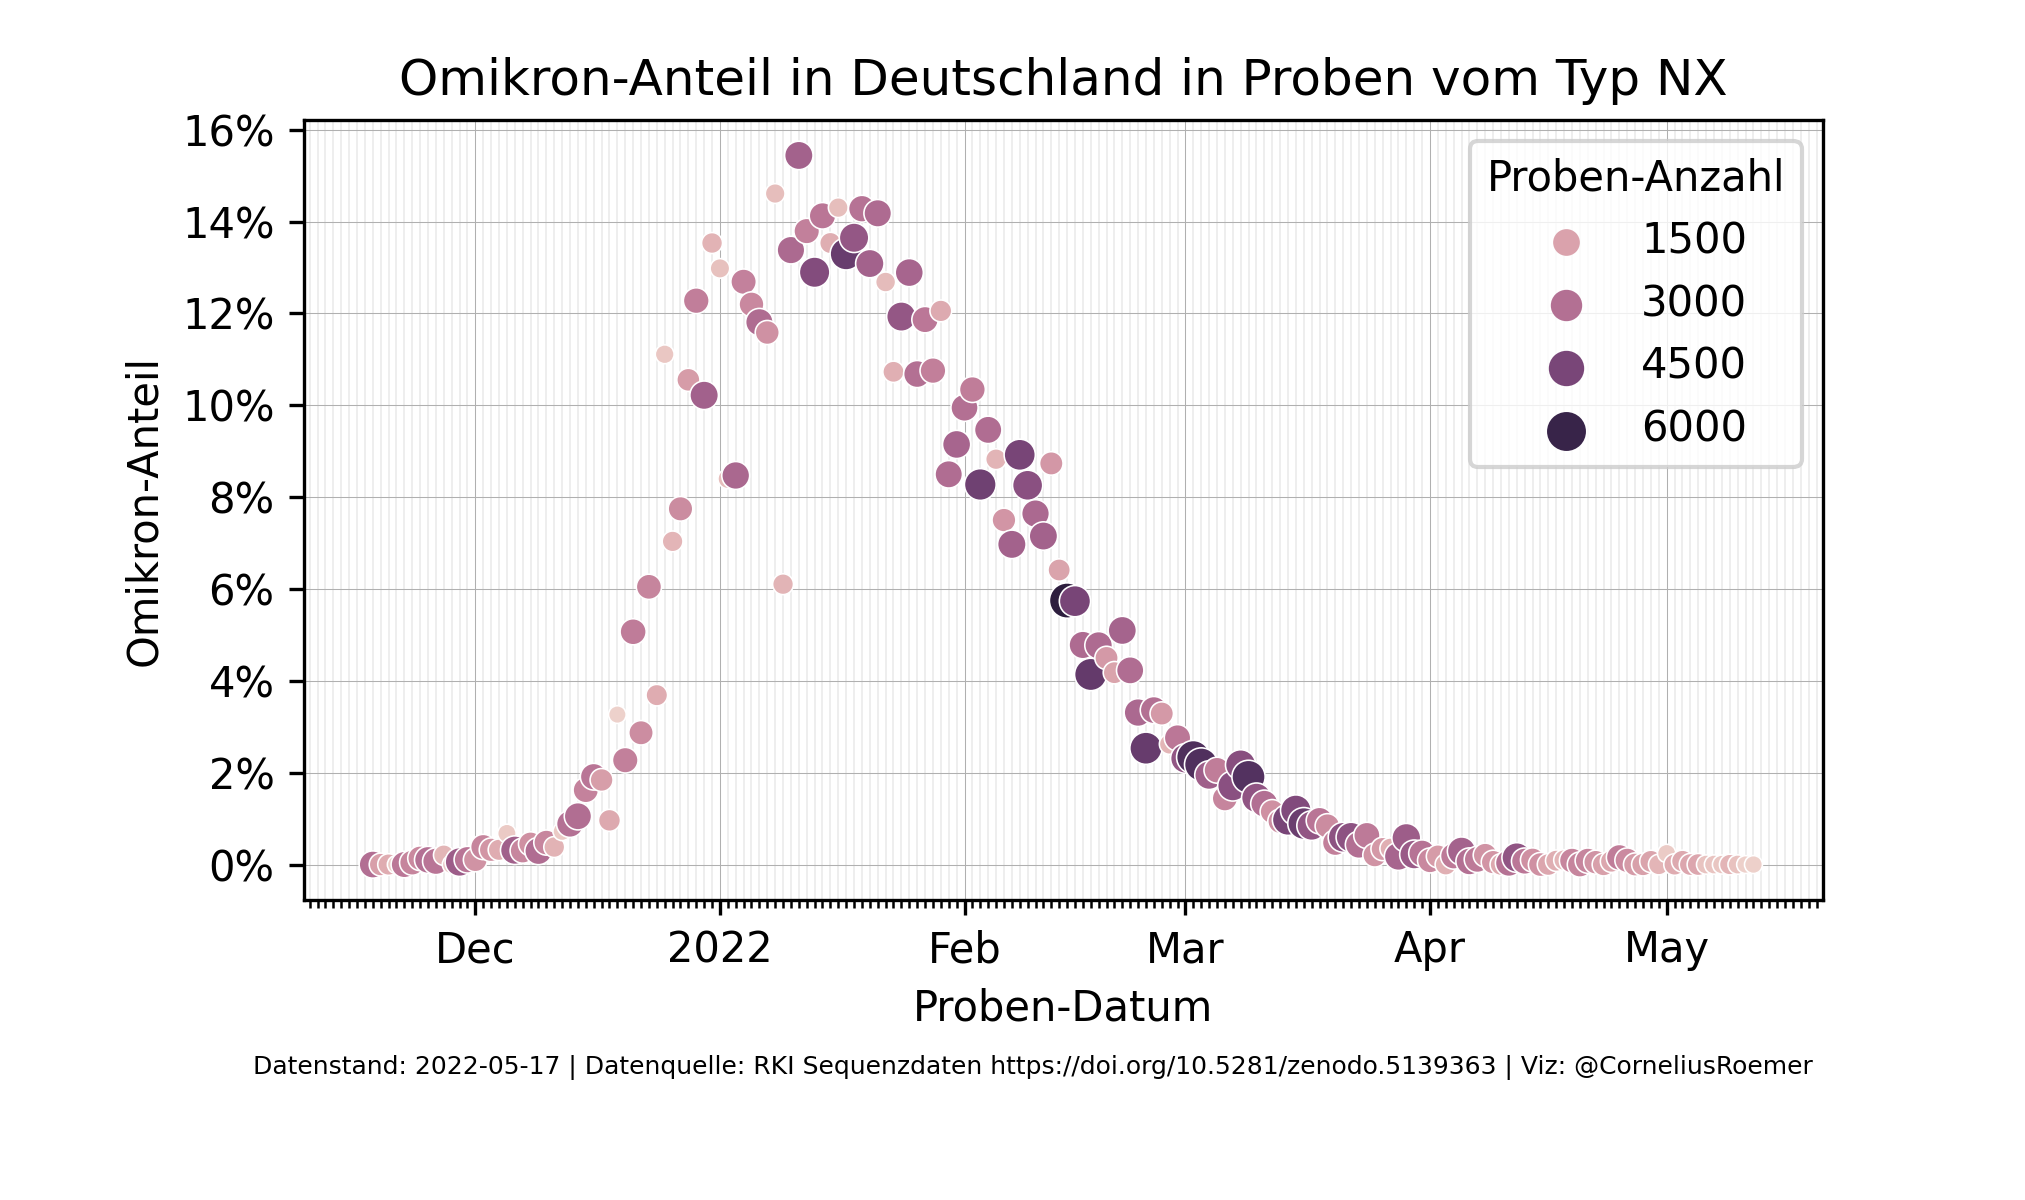 Omikron-Anteil in Deutschland in Proben vom Typ NX
Omikron-Anteil
16%
14%
12%
10%
8%
6%
4%
2%
0%
Proben-Anzahl
1500
3000
4500
6000
Dec 2022 Feb Mar Apr May
Proben-Datum
Datenstand: 2022-05-17 | Datenquelle: RKI Sequenzdaten https://doi.org/10.5281/zenodo.5139363 | Viz: @CorneliusRoemer